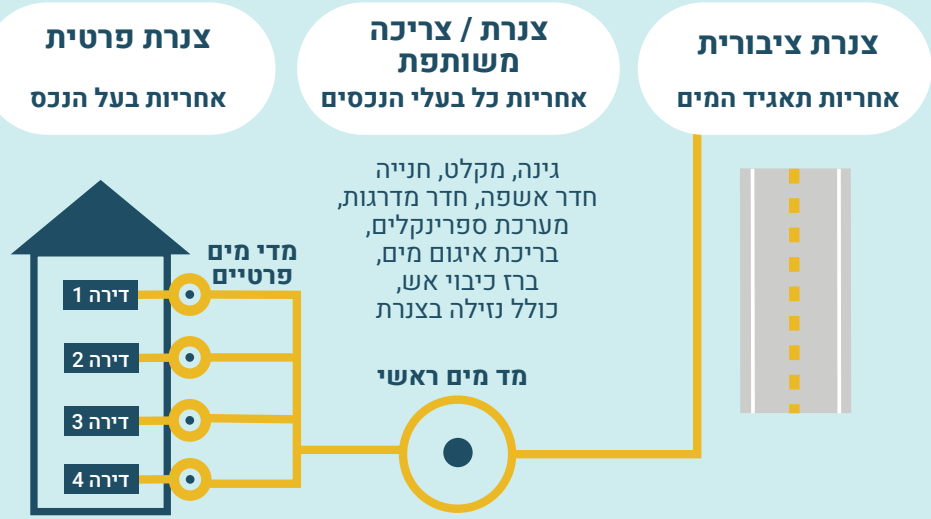 צנרת ציבורית
אחריות תאגיד המים
צנרת / צריכה
משותפת
אחריות כל בעלי הנכסים
גינה, מקלט, חנייה
חדר אשפה, חדר מדרגות,
מערכת ספרינקלים,
בריכת איגום מים,
ברז כיבוי אש,
כולל נזילה בצנרת
מד מים ראשי
צנרת פרטית
אחריות בעל הנכס
מדי מים
פרטיים
דירה 1
דירה 2
דירה 3
דירה 4